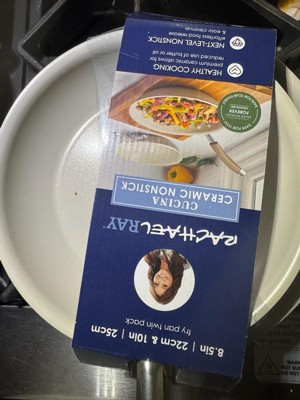 RACHAEL RAY
CUCINA
CERAMIC NONSTICK
8.5in | 22cm & 10in | 25cm
fry pan twin pack
HEALTHY COOKING
premium ceramic allows for
reduced use of butter or oil
NEXT-LEVEL NONSTICK
effortless food release
& easy cleanup
FOREVER